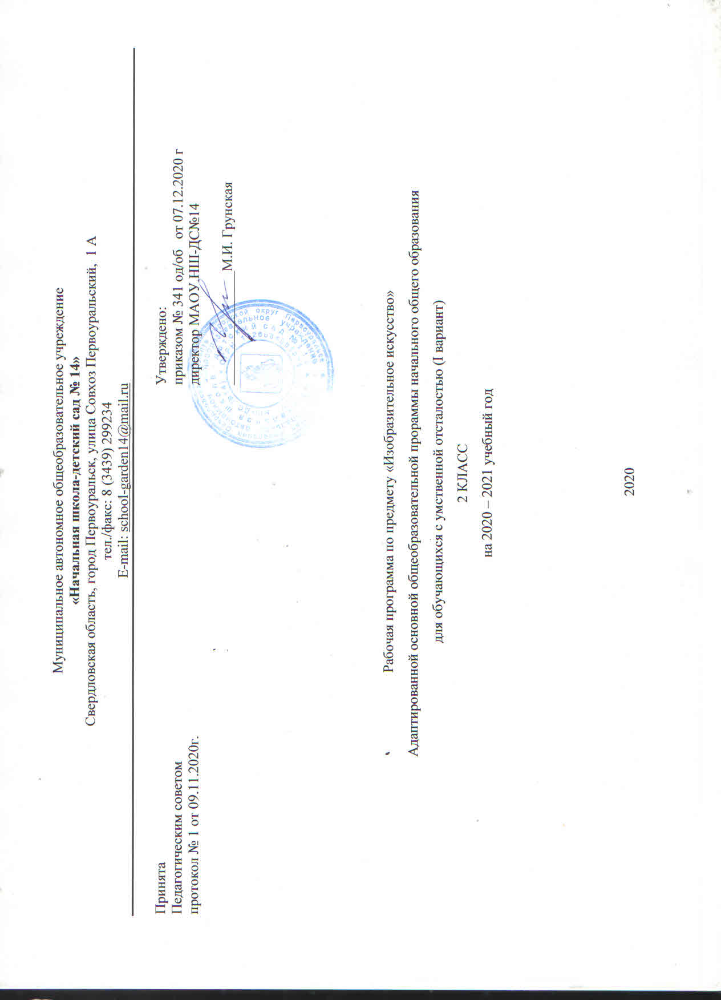 Муниципальное автономное общеобразовательное учреждение
«Начальная школа-детский сад № 14»
Свердловская область, город Первоуральск, улица Совхоз Первоуральский, 1 А
тел./факс: 8 (3439) 299234
E-mail: school-garden14@mail.ru
Принята
Педагогическим советом
протокол № 1 от 09.11.2020г.
Утверждено:
приказом № 341 од/об от 07.12.2020 г
директор МАОУ НШ-ДС№14
М.И. Грунская
округ Первоуральск
учреждение
Рабочая программа по предмету «Изобразительное искусство»
Адаптированной основной общеобразовательной прораммы начального общего образования
для обучающихся с умственной отсталостью (I вариант)
2 КЛАСС
на 2020 – 2021 учебный год
2020